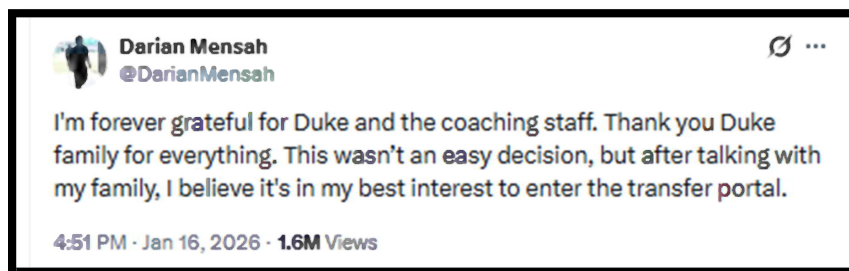 Darian Mensah
@DarianMensah
I'm forever grateful for Duke and the coaching staff. Thank you Duke
family for everything. This wasn't an easy decision, but after talking with
my family, I believe it's in my best interest to enter the transfer portal.
4:51 PM · Jan 16, 2026 · 1.6M Views